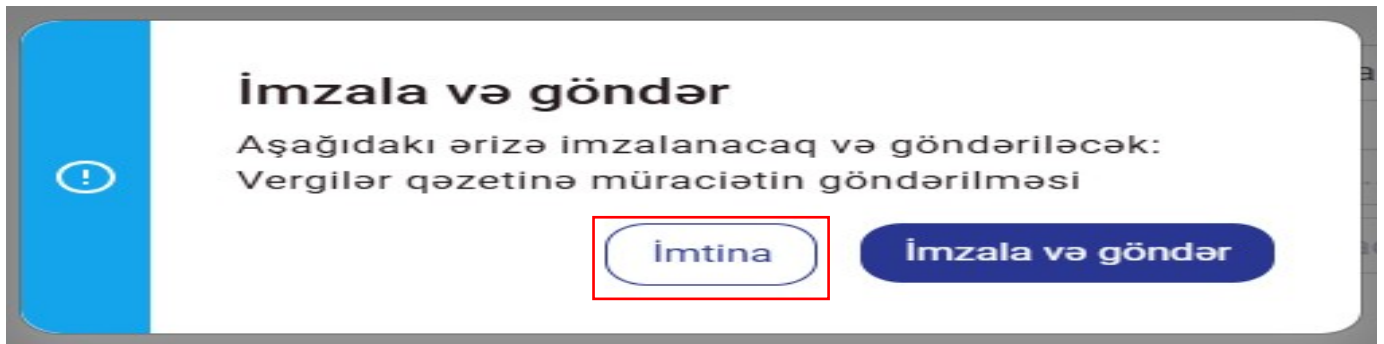 İmzala və göndər
Aşağıdakı ərizə imzalanacaq və göndəriləcək:
Vergilər qəzetinə müraciətin göndərilməsi
İmtina
İmzala və göndər